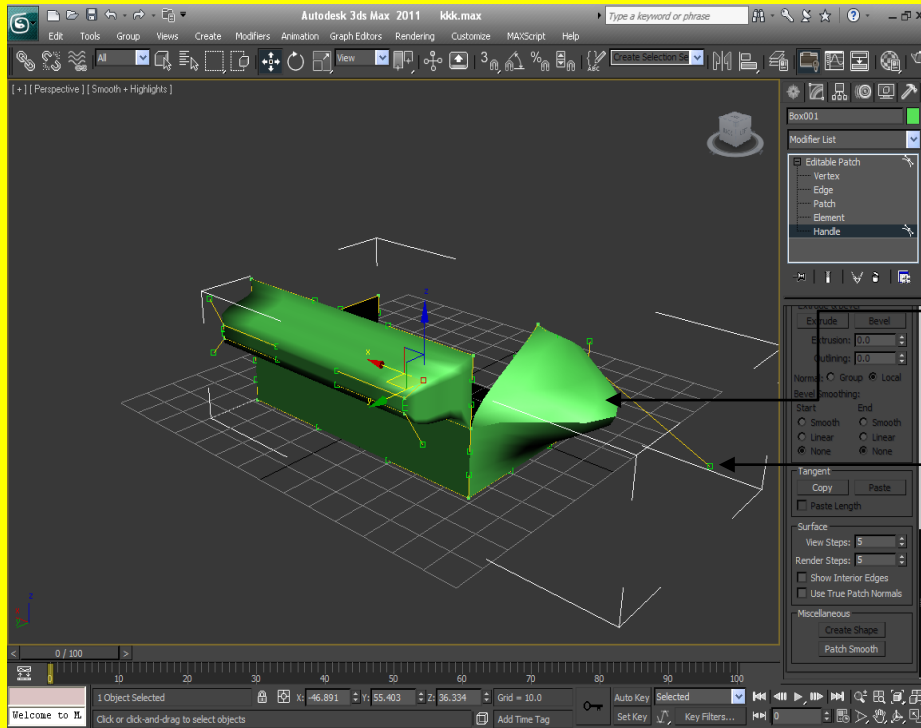 Autodesk 3ds Max 2011 kkk.max
Type a keyword or phrase
Edit Tools Group Views Create Modifiers Animation Graph Editors Rendering Customize MAXScript Help
All
View
3
Create Selection Se
[ + ] [ Perspective ] [ Smooth + Highlights ]
Box001
Modifier List
Editable Patch
Vertex
Edge
Patch
Element
Handle
Extrude Bevel
Extrusion: 0.0
Outlining: 0.0
Normal: Group Local
Bevel Smoothing:
Start End
Smooth Smooth
Linear Linear
None None
Tangent
Copy Paste
Paste Length
Surface
View Steps: 5
Render Steps: 5
Show Interior Edges
Use True Patch Normals
Miscellaneous
Create Shape
Patch Smooth
z
x
y
z
0 / 100
0 10 20 30 40 50 60 70 80 90 100
1 Object Selected X: -46.891 Y: 55.403 Z: 36.334 Grid = 10.0 Auto Key Selected
Welcome to M Click or click-and-drag to select objects Add Time Tag Set Key Key Filters... 0